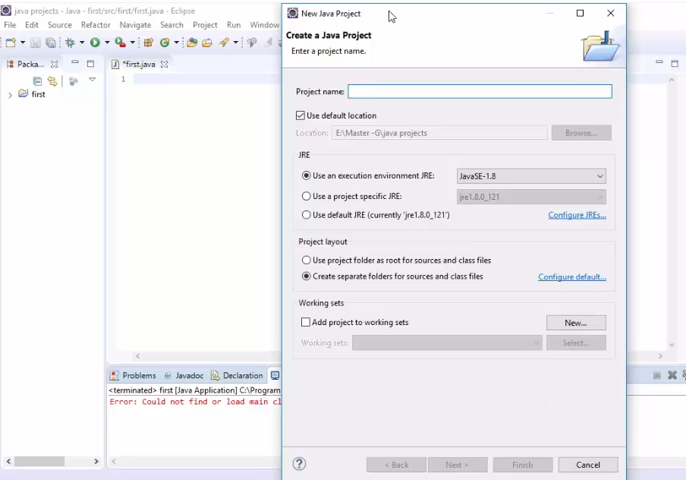 java projects - first/src/first/first.java - Eclipse
File Edit Source Refactor Navigate Search Project Run Window
Packa...
first
*first.java
1
New Java Project
Create a Java Project
Enter a project name.
Project name:
Use default location
Location: E:\Master -G\java projects Browse...
JRE
Use an execution environment JRE: JavaSE-1.8
Use a project specific JRE: jre1.8.0_121
Use default JRE (currently 'jre1.8.0_121') Configure JREs...
Project layout
Use project folder as root for sources and class files
Create separate folders for sources and class files Configure default...
Working sets
Add project to working sets New...
Working sets: Select...
Problems Javadoc Declaration
<terminated> first [Java Application] C:\Program
Error: Could not find or load main cl
? < Back Next > Finish Cancel